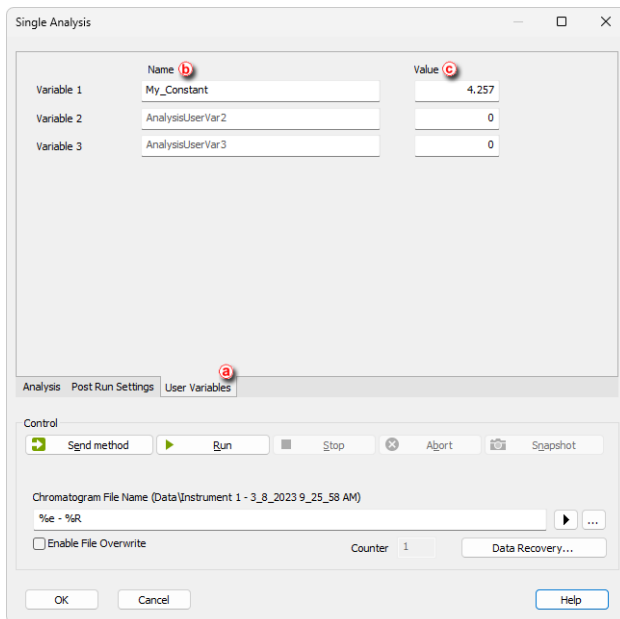 Single Analysis
Name b Value c
Variable 1 My_Constant 4.257
Variable 2 AnalysisUserVar2 0
Variable 3 AnalysisUserVar3 0
a
Analysis Post Run Settings User Variables
Control
Send method Run Stop Abort Snapshot
Chromatogram File Name (Data\Instrument 1 - 3_8_2023 9_25_58 AM)
%e - %R ...
Enable File Overwrite Counter 1 Data Recovery...
OK Cancel Help